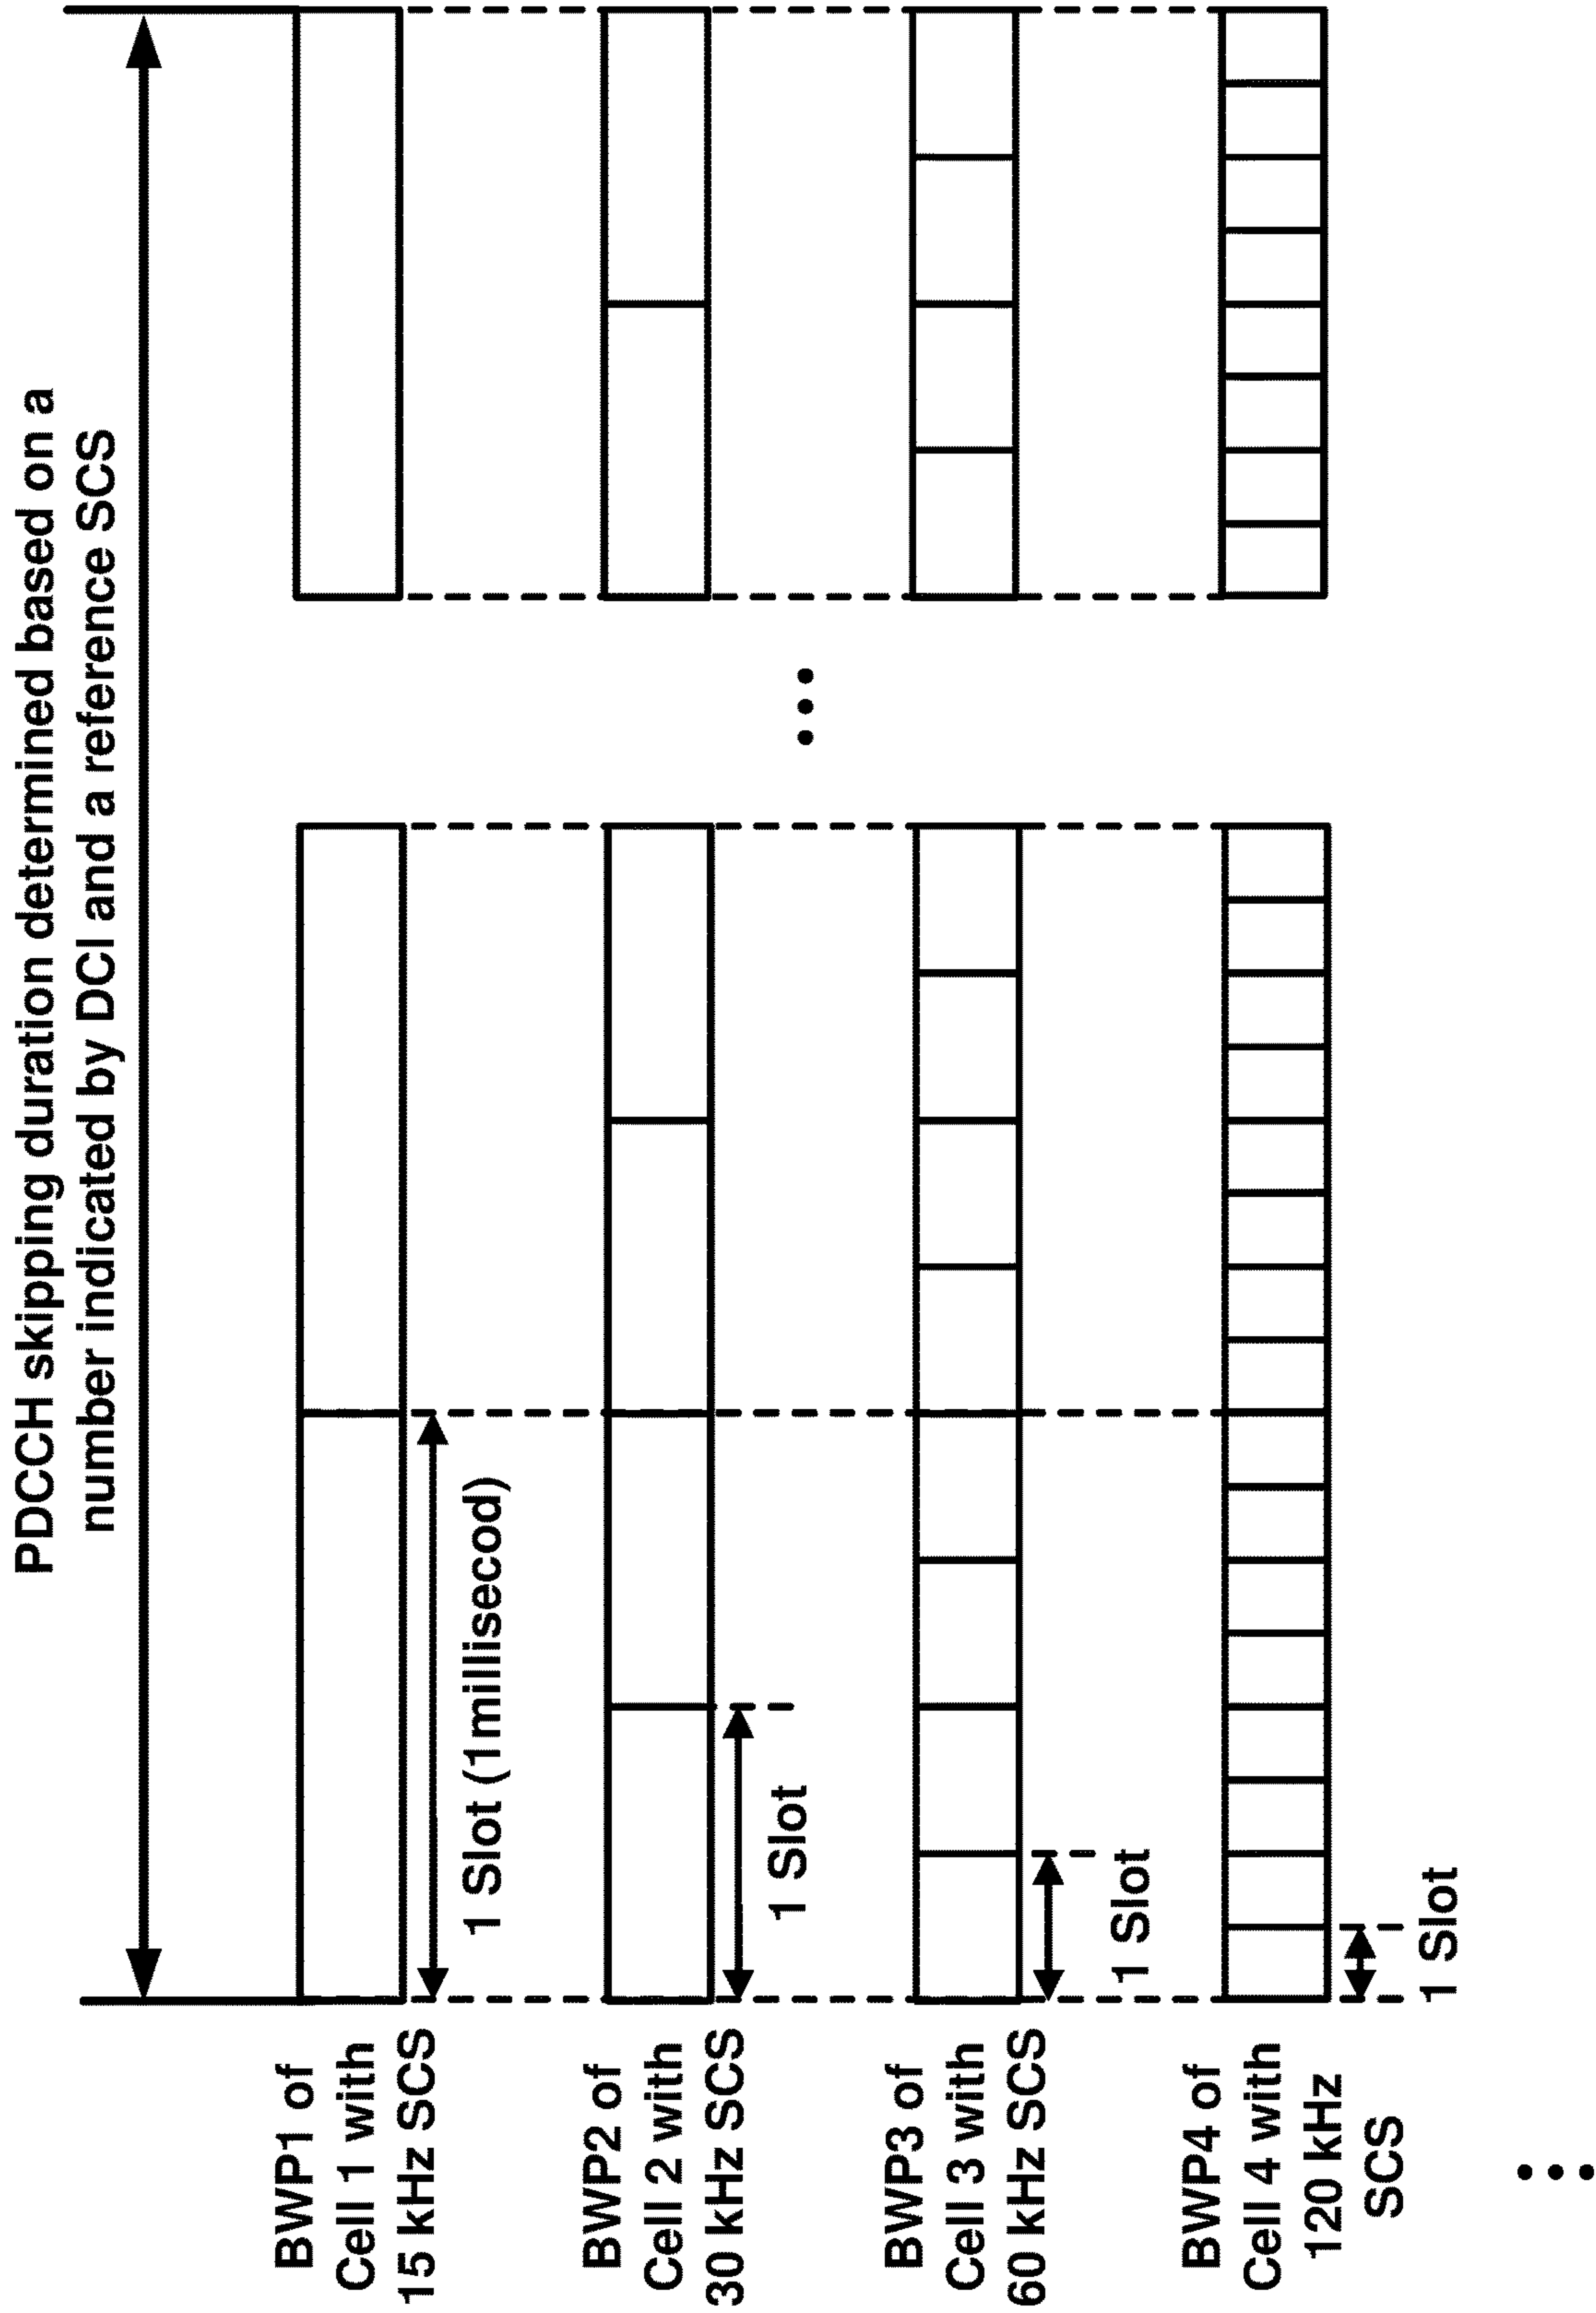 PDCCH skipping duration determined based on a
number indicated by DCI and a reference SCS
BWP1 of
Cell 1 with
15 kHz SCS
1 Slot (1millisecod)
BWP2 of
Cell 2 with
30 kHz SCS
1 Slot
BWP3 of
Cell 3 with
60 kHz SCS
1 Slot
BWP4 of
Cell 4 with
120 kHz
SCS
1 Slot